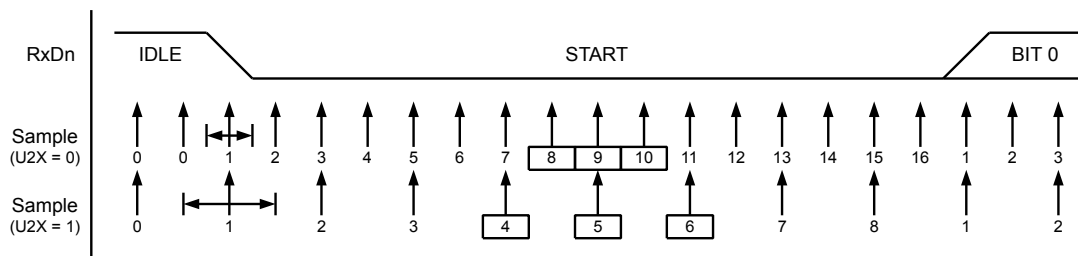 RxDn IDLE START BIT 0
Sample
(U2X = 0) 0 0 1 2 3 4 5 6 7 8 9 10 11 12 13 14 15 16 1 2 3
Sample
(U2X = 1) 0 1 2 3 4 5 6 7 8 1 2